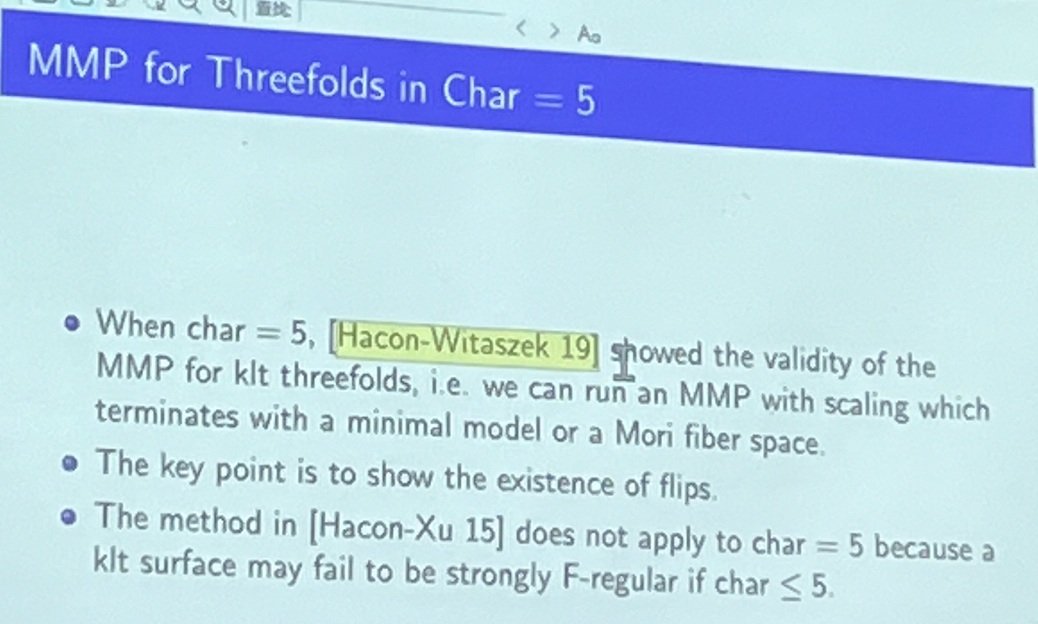 查找:
< > Aa
MMP for Threefolds in Char = 5
• When char = 5, [Hacon-Witaszek 19] showed the validity of the
MMP for klt threefolds, i.e. we can run an MMP with scaling which
terminates with a minimal model or a Mori fiber space.
• The key point is to show the existence of flips.
• The method in [Hacon-Xu 15] does not apply to char = 5 because a
klt surface may fail to be strongly F-regular if char ≤ 5.